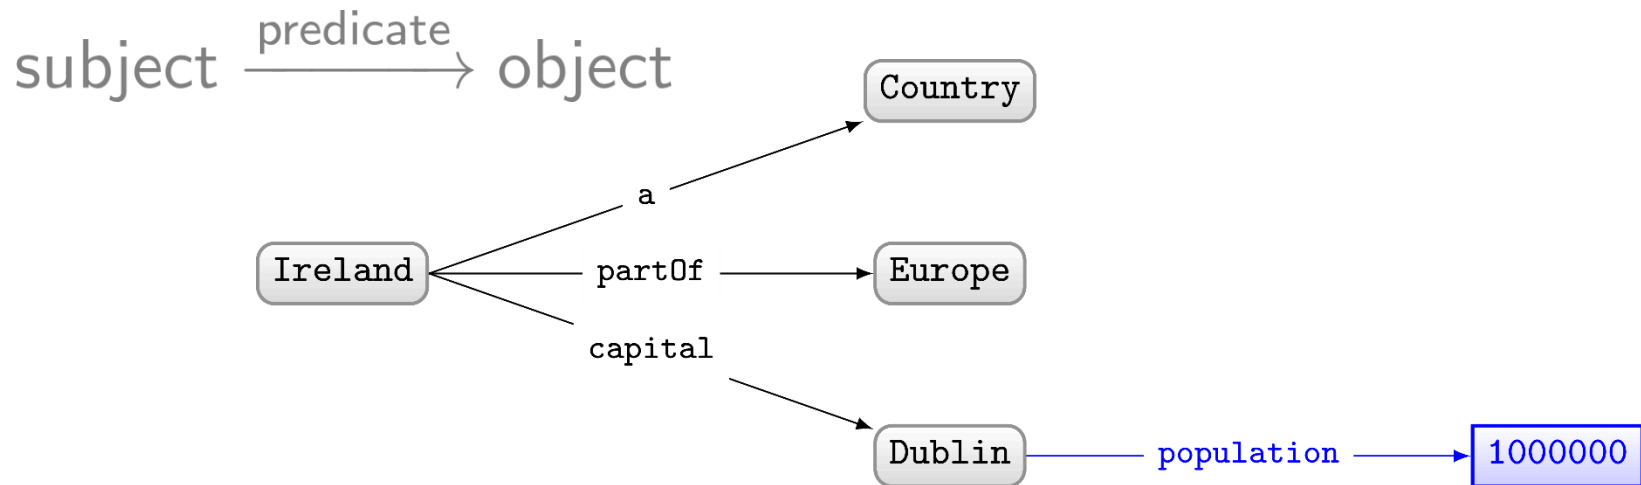 predicate
subject object
Country
a
Ireland partOf Europe
capital
Dublin population 1000000